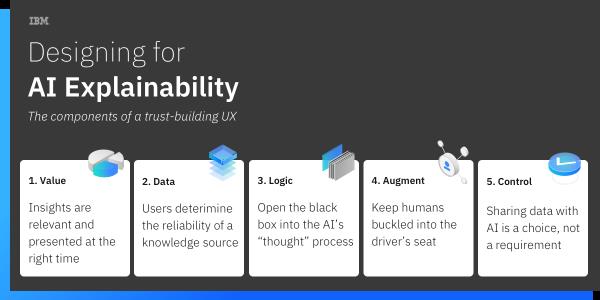 IBM
Designing for
AI Explainability
The components of a trust-building UX
1. Value
Insights are
relevant and
presented at the
right time
2. Data
Users deterimine
the reliability of a
knowledge source
3. Logic
Open the black
box into the AI's
“thought” process
4. Augment
Keep humans
buckled into the
driver's seat
5. Control
Sharing data with
AI is a choice, not
a requirement